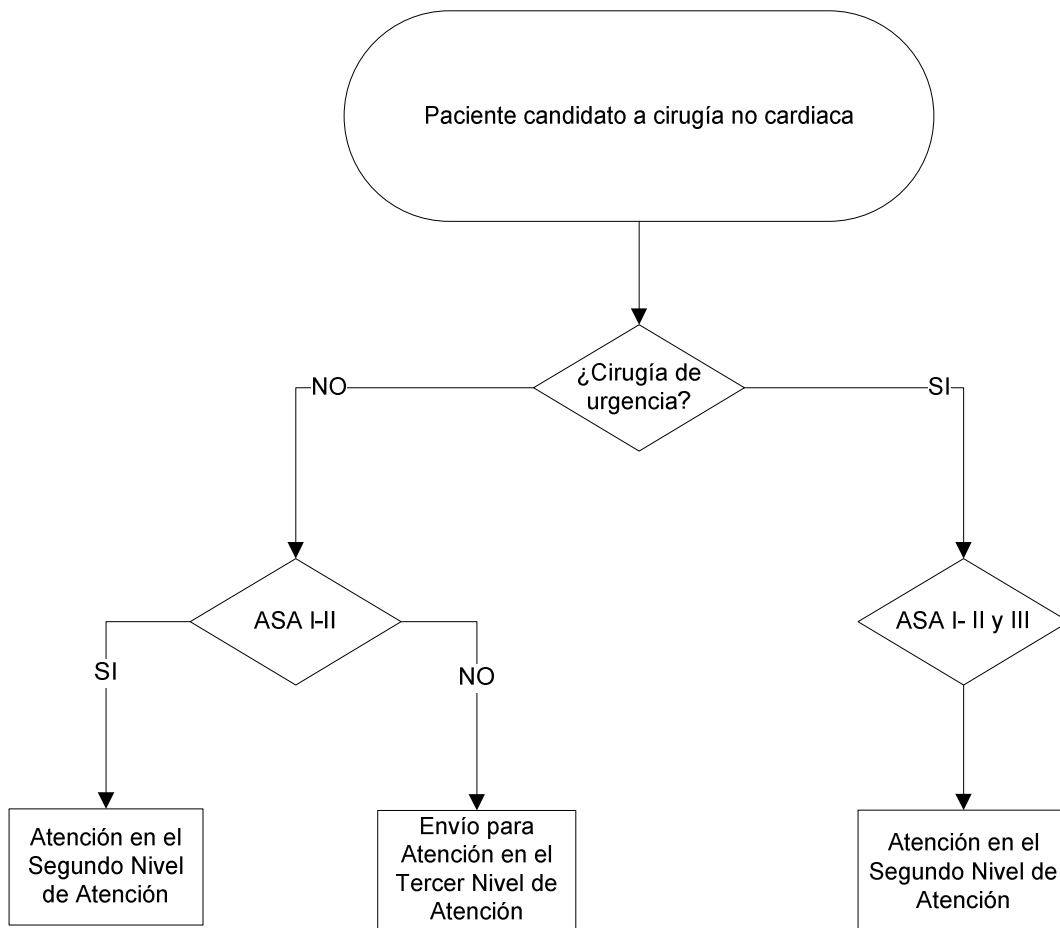 Paciente candidato a cirugía no cardiaca
¿Cirugía de
urgencia?
NO
SI
ASA I-II
ASA I- II y III
SI
NO
Atención en el
Segundo Nivel
de Atención
Envío para
Atención en el
Tercer Nivel de
Atención
Atención en el
Segundo Nivel de
Atención